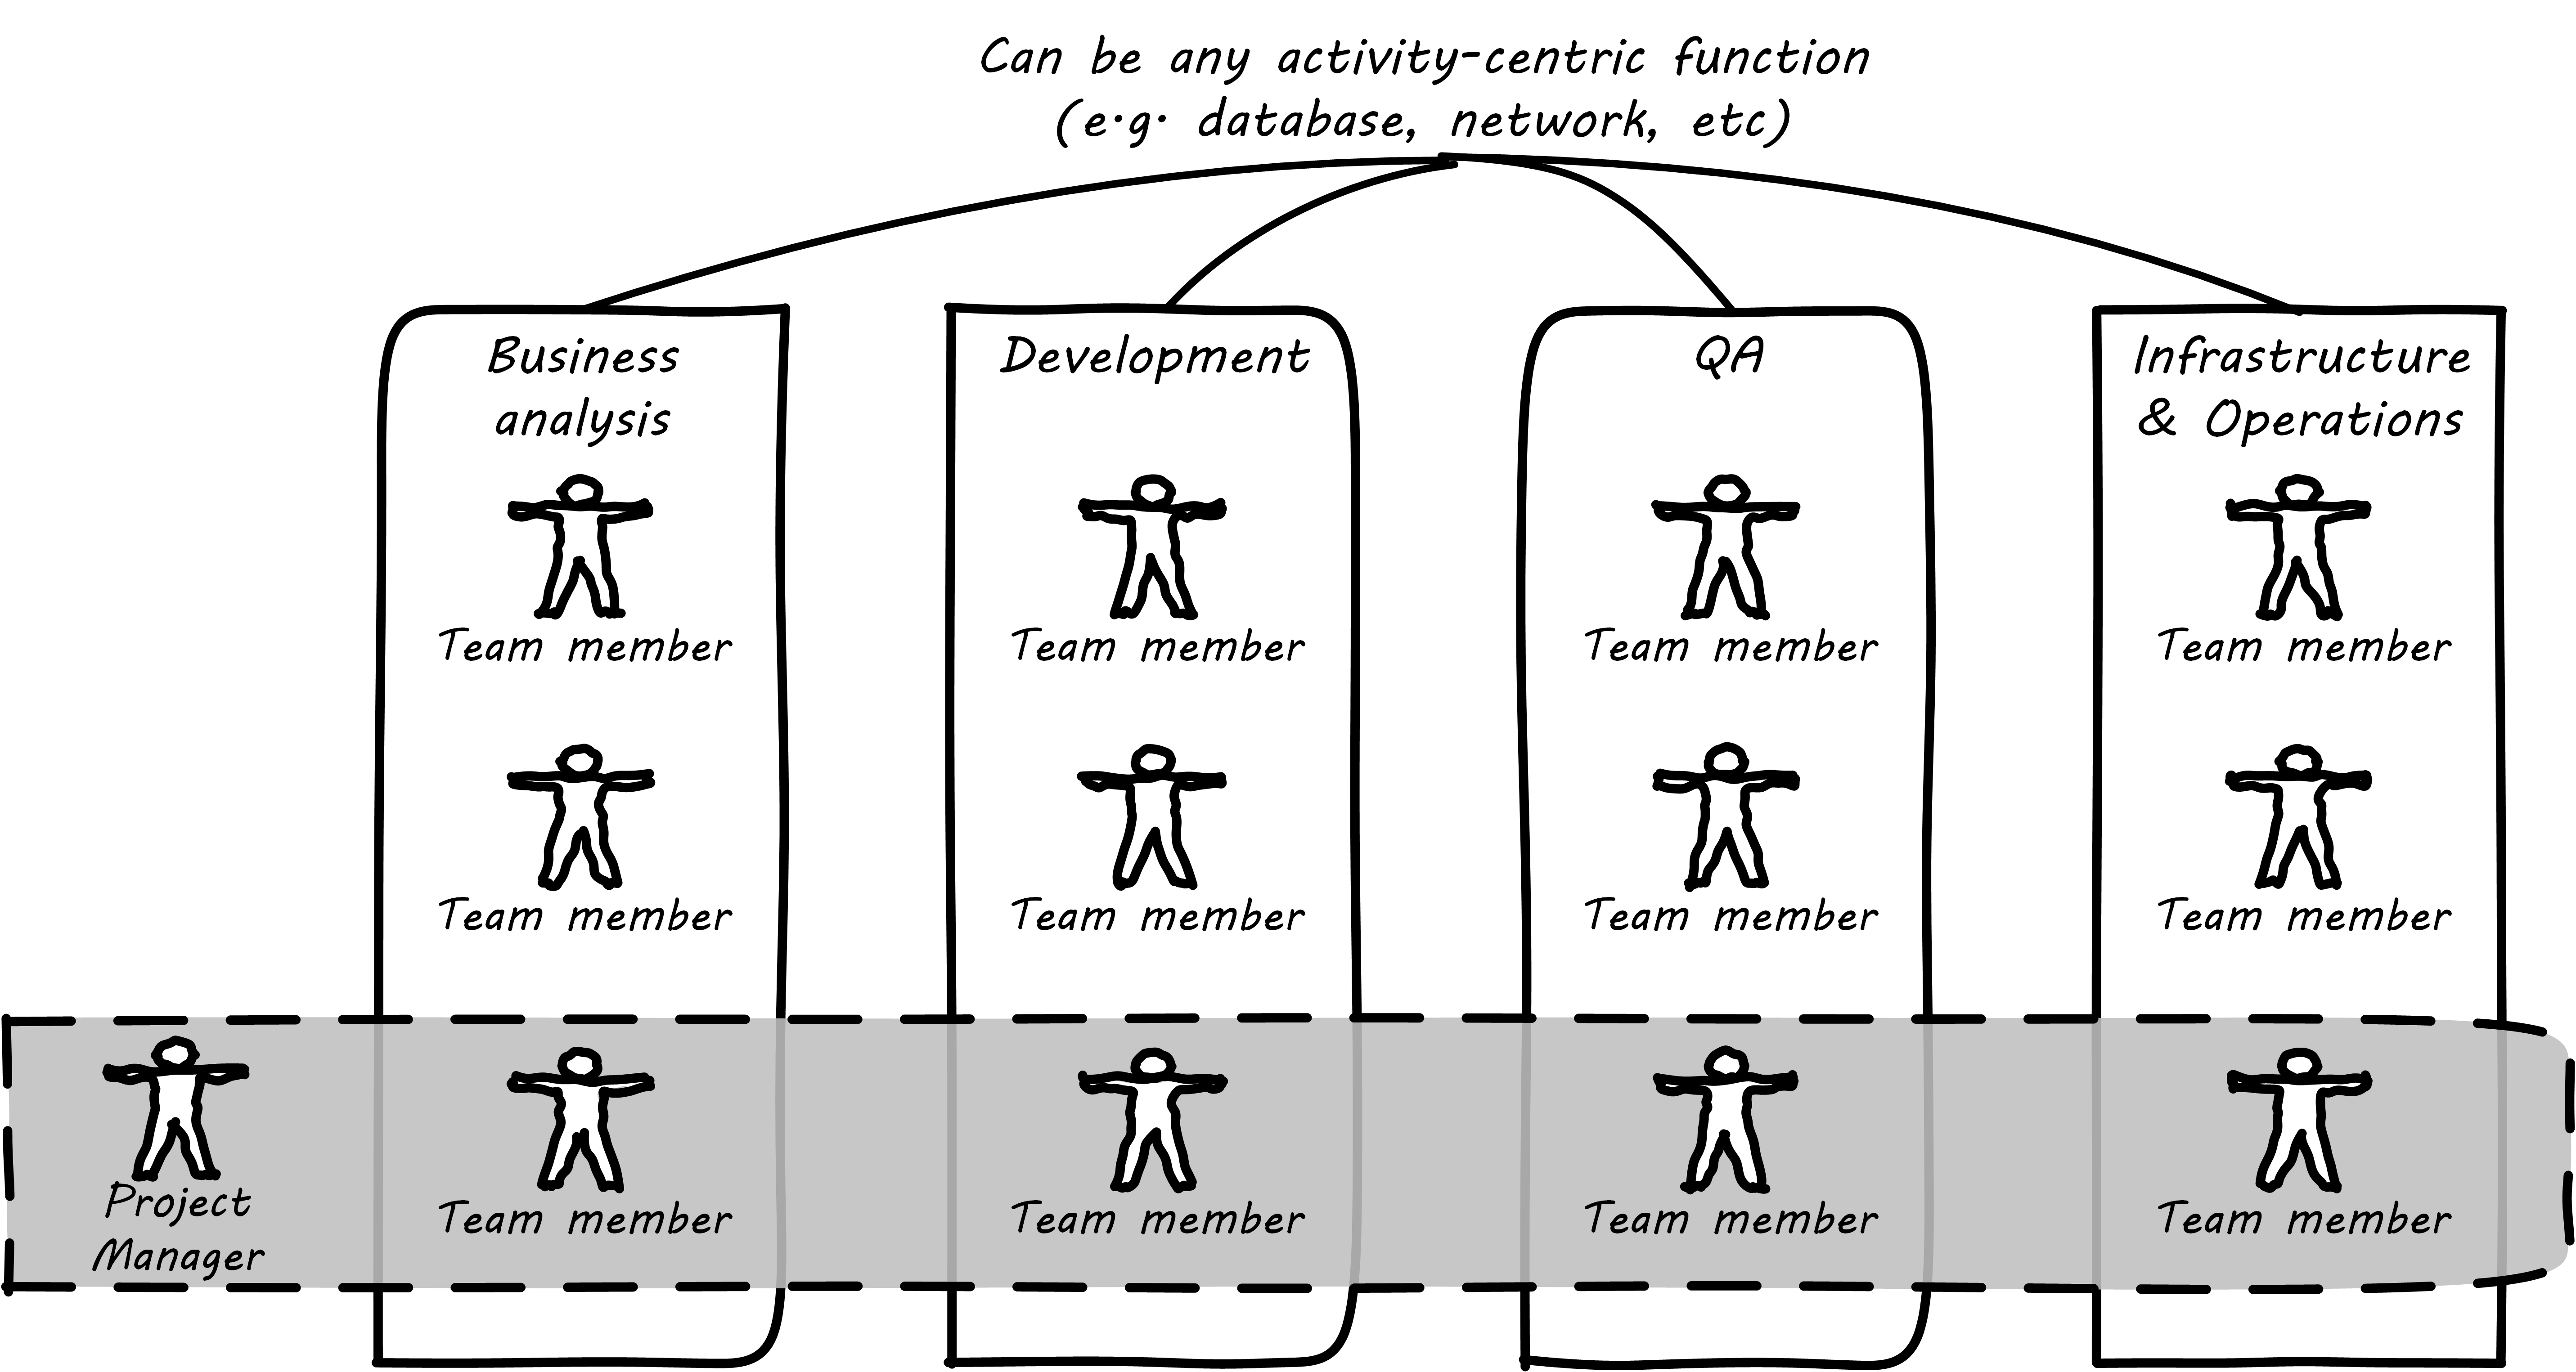 Can be any activity-centric function
(e.g. database, network, etc)
Business
analysis
Development
QA
Infrastructure
& Operations
Team member
Team member
Team member
Team member
Team member
Team member
Team member
Team member
Project
Manager
Team member
Team member
Team member
Team member